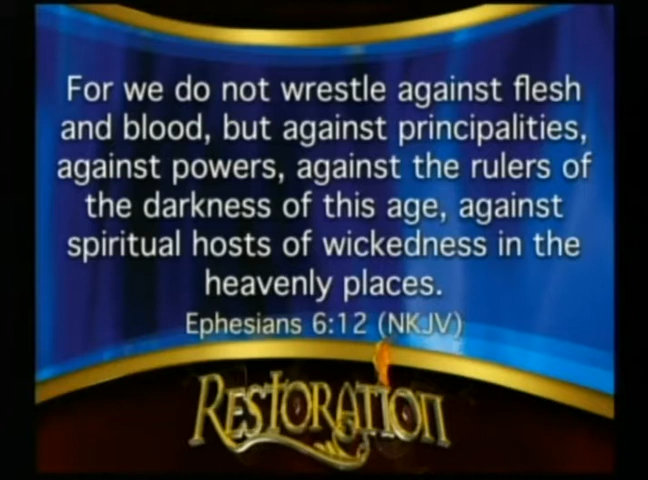 For we do not wrestle against flesh
and blood, but against principalities,
against powers, against the rulers of
the darkness of this age, against
spiritual hosts of wickedness in the
heavenly places.
Ephesians 6:12 (NKJV)
RESTORATION